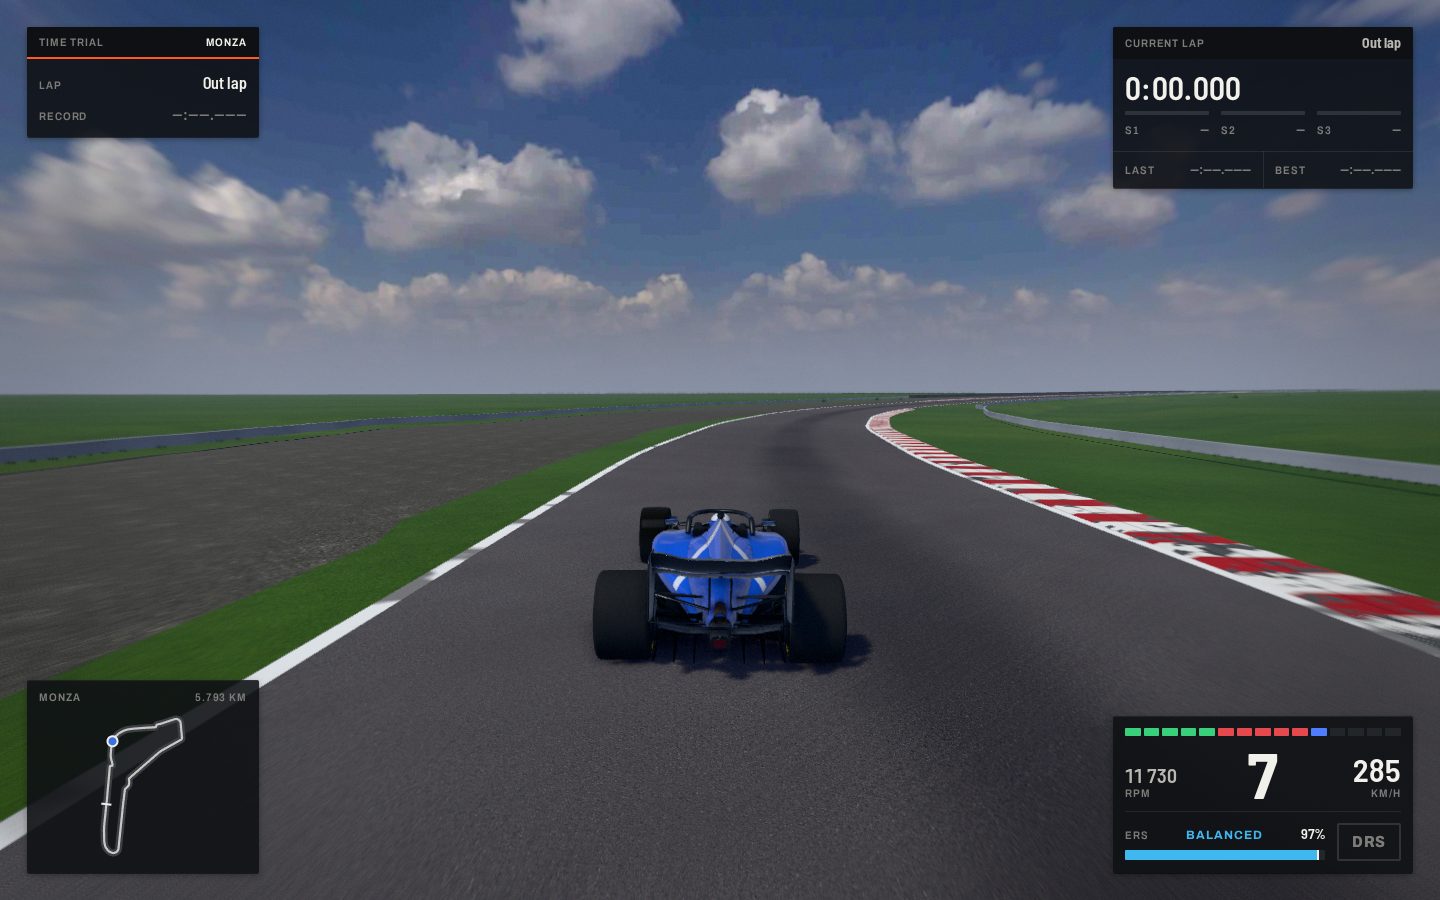 TIME TRIAL MONZA
LAP Out lap
RECORD –:––.–––
CURRENT LAP Out lap
0:00.000
S1 – S2 – S3 –
LAST –:––.––– BEST –:––.–––
MONZA 5.793 KM
11 730 RPM
7
285 KM/H
ERS BALANCED 97%
DRS